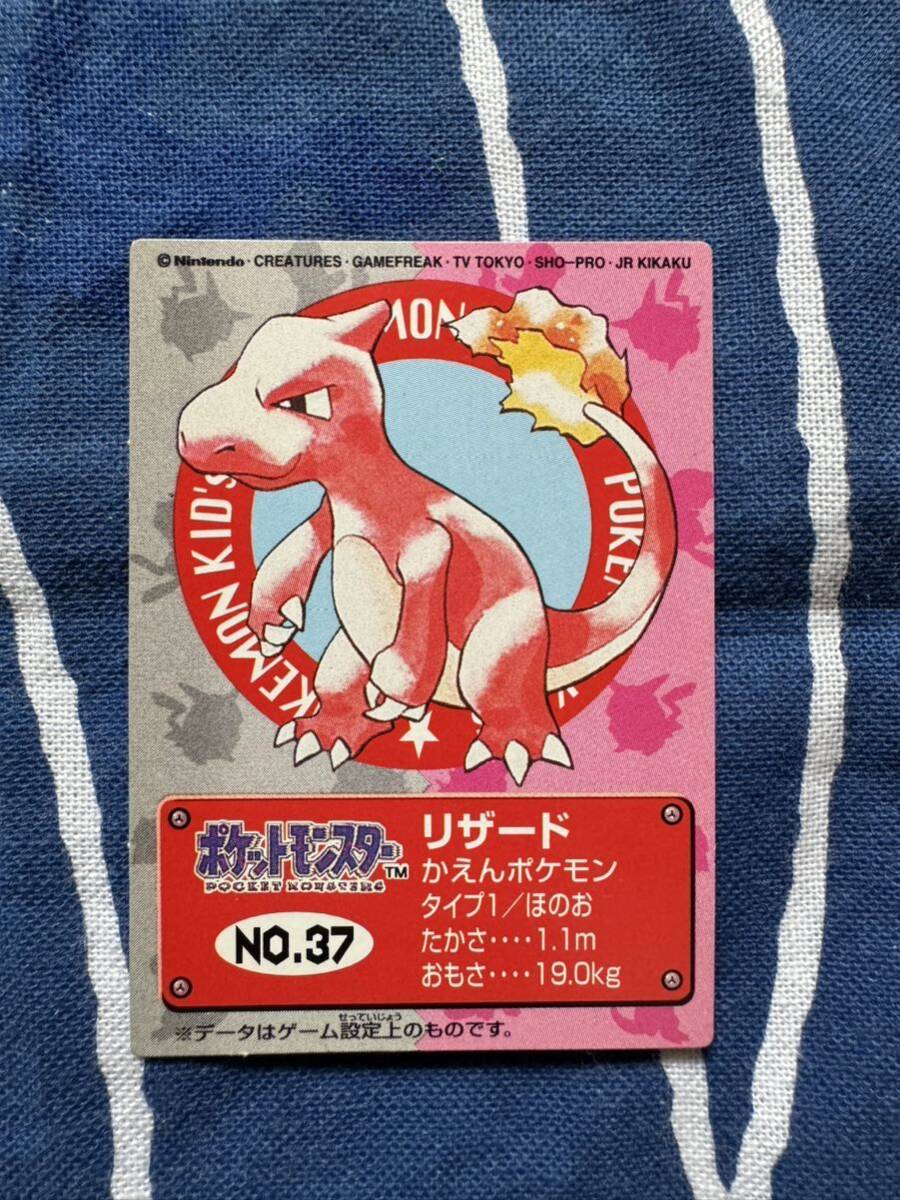 © Nintendo · CREATURES · GAMEFREAK · TV TOKYO · SHO-PRO · JR KIKAKU
MON
KEMON KID's
POKE
ポケットモンスター™
POCKET MONSTERS
NO.37
リザード
かえんポケモン
タイプ1/ほのお
たかさ····1.1m
おもさ····19.0kg
せっていじょう
※データはゲーム設定上のものです。